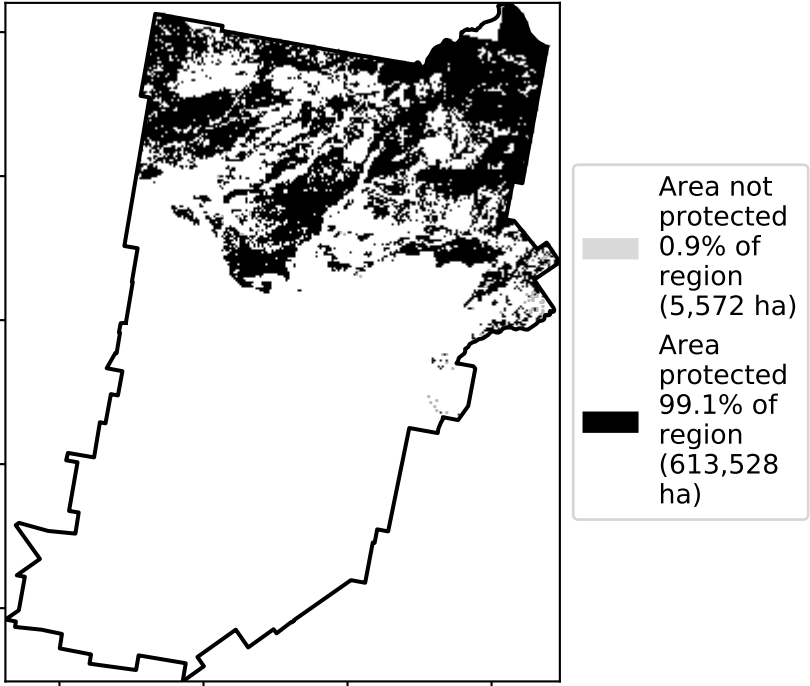 Area not
protected
0.9% of
region
(5,572 ha)
Area
protected
99.1% of
region
(613,528
ha)